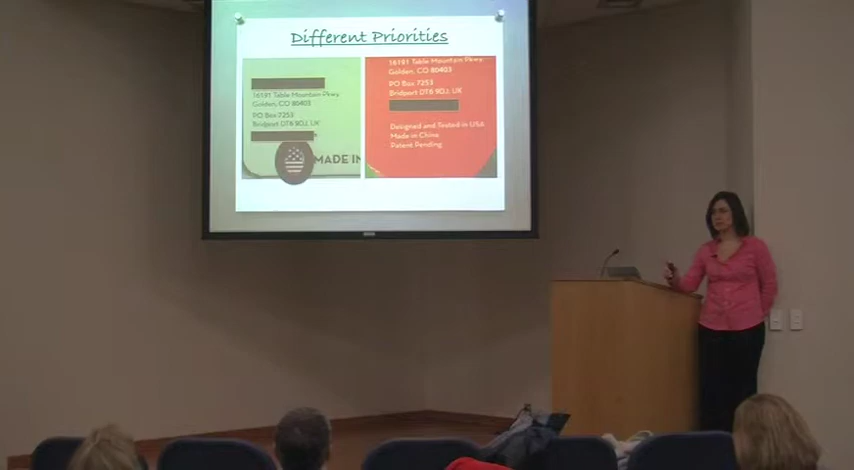 Different Priorities
16191 Table Mountain Pkwy
Golden, CO 80403
PO Box 7253
Bridport DT6 9DJ, UK
MADE IN
16191 Table Mountain Pkwy
Golden, CO 80403
PO Box 7253
Bridport DT6 9DJ, UK
Designed and Tested in USA
Made in China
Patent Pending